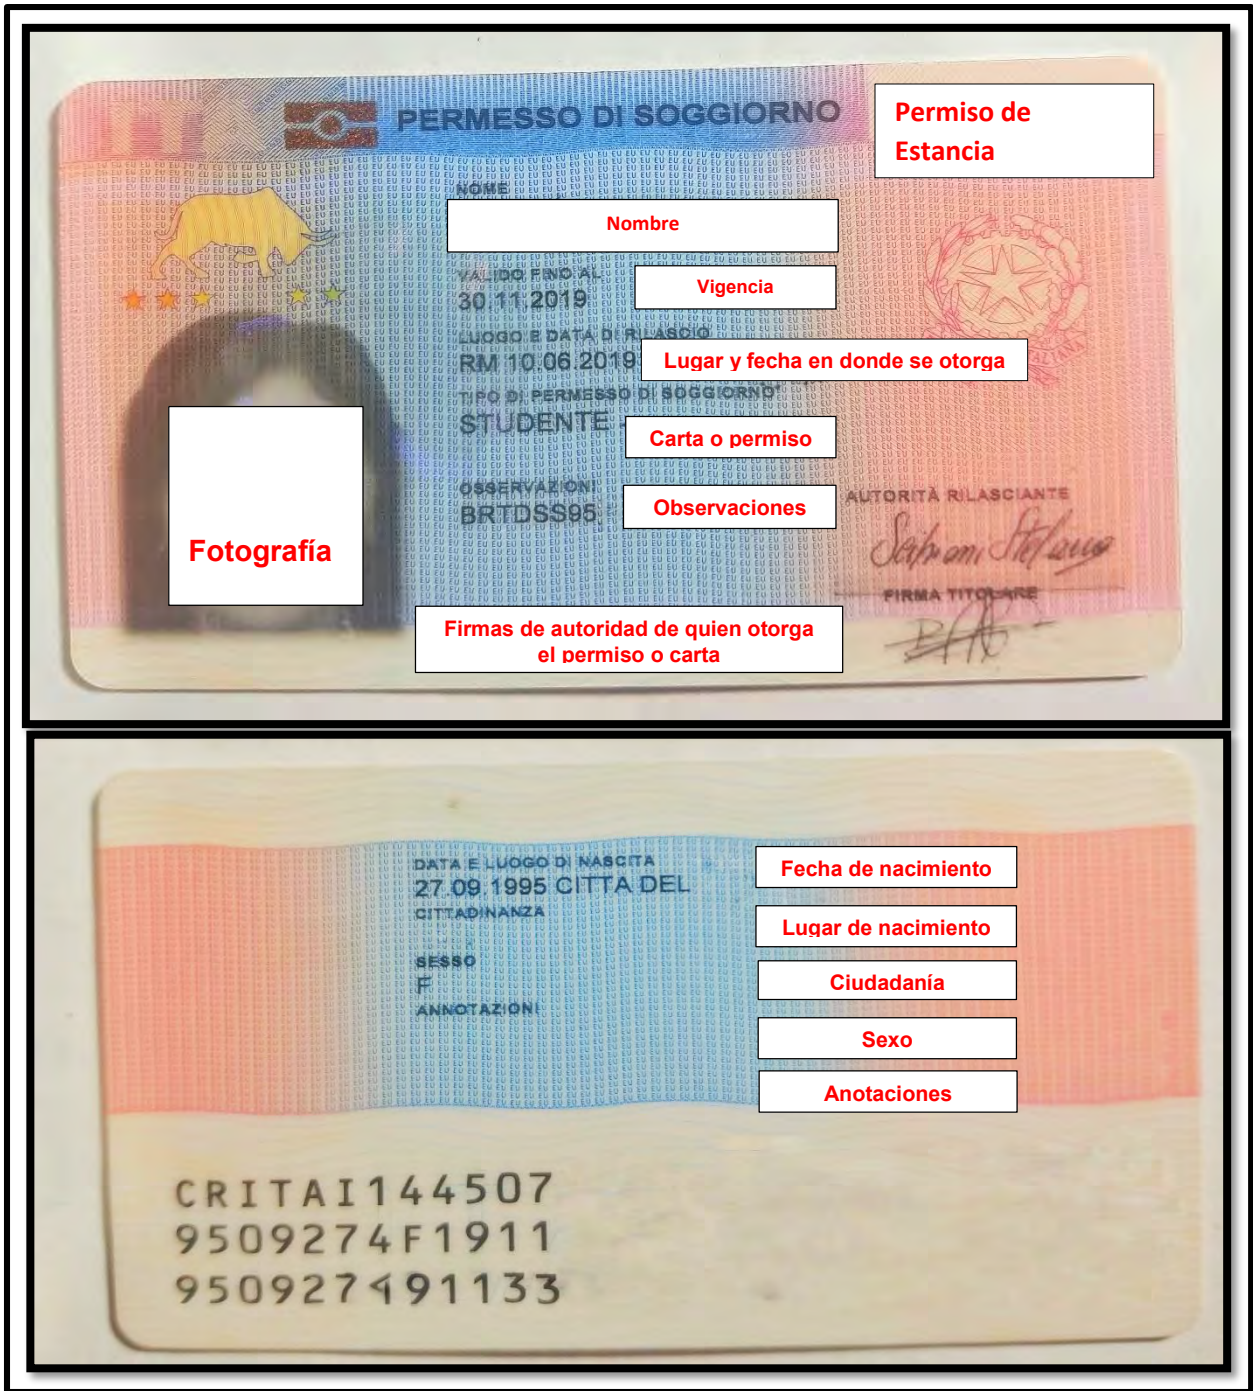 PERMESSO DI SOGGIORNO
Permiso de
Estancia
NOME
Nombre
VALIDO FINO AL
30.11.2019
Vigencia
LUOGO E DATA DI RILASCIO
RM 10.06.2019
Lugar y fecha en donde se otorga
TIPO DI PERMESSO DI SOGGIORNO
STUDENTE -
Carta o permiso
OSSERVAZIONI
BRTDSS95
Observaciones
AUTORITÀ RILASCIANTE
FIRMA TITOLARE
Fotografía
Firmas de autoridad de quien otorga
el permiso o carta
DATA E LUOGO DI NASCITA
27.09.1995 CITTA DEL
Fecha de nacimiento
CITTADINANZA
Lugar de nacimiento
SESSO
F
Ciudadanía
ANNOTAZIONI
Sexo
Anotaciones
CRITAI144507
9509274F1911
950927<91133